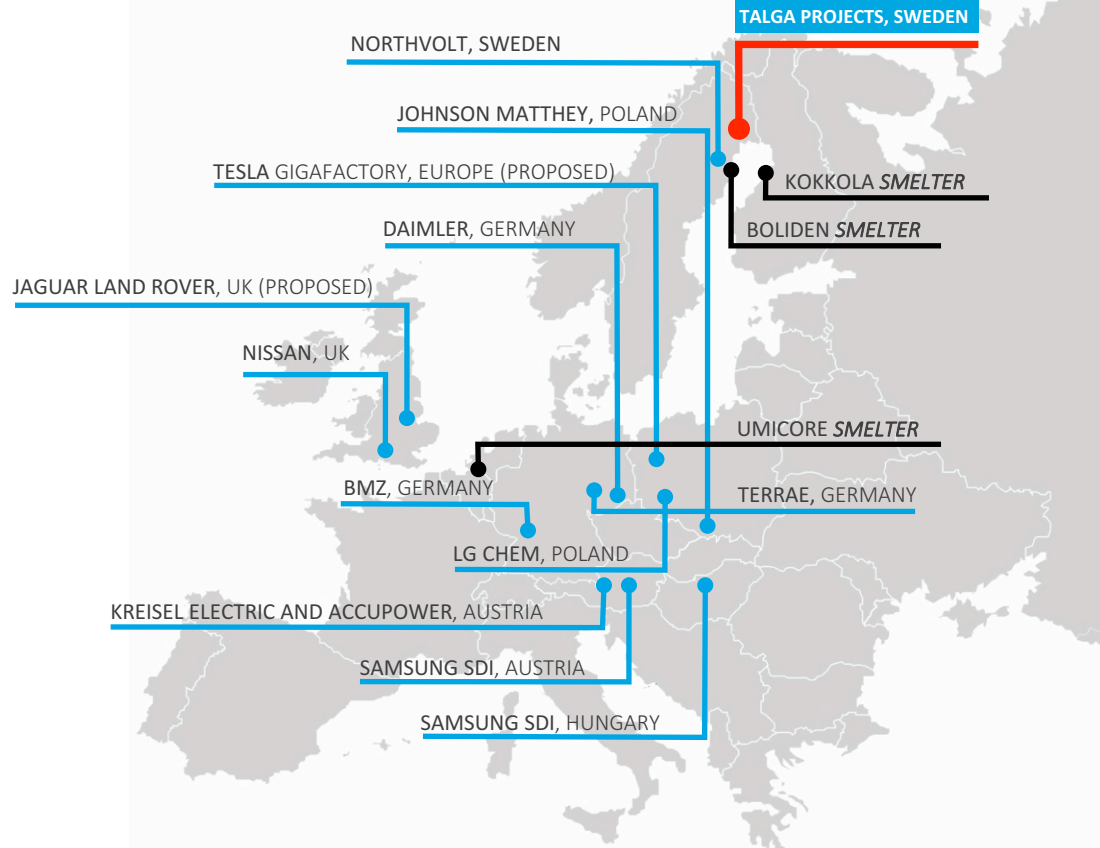 TALGA PROJECTS, SWEDEN
NORTHVOLT, SWEDEN
JOHNSON MATTHEY, POLAND
TESLA GIGAFACTORY, EUROPE (PROPOSED)
KOKKOLA SMELTER
DAIMLER, GERMANY
BOLIDEN SMELTER
JAGUAR LAND ROVER, UK (PROPOSED)
NISSAN, UK
UMICORE SMELTER
BMZ, GERMANY
TERRAE, GERMANY
LG CHEM, POLAND
KREISEL ELECTRIC AND ACCUPOWER, AUSTRIA
SAMSUNG SDI, AUSTRIA
SAMSUNG SDI, HUNGARY